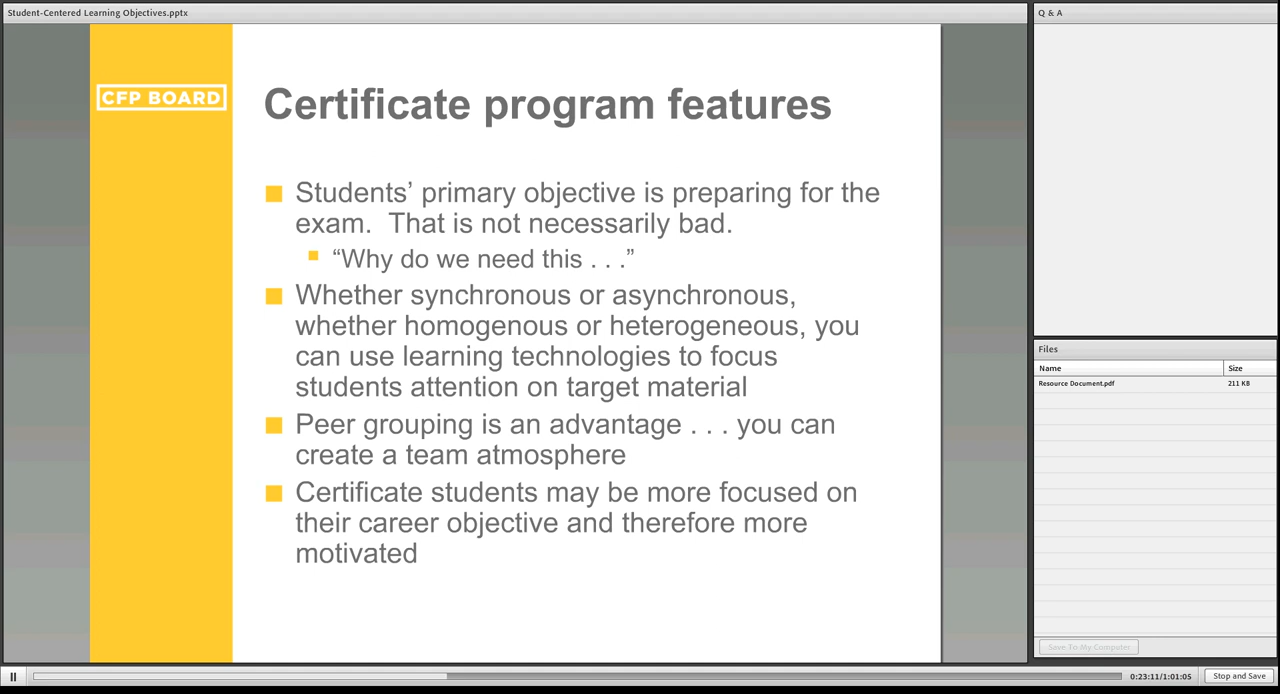 Student-Centered Learning Objectives.pptx
CFP BOARD
Certificate program features
Students’ primary objective is preparing for the
exam.  That is not necessarily bad.
“Why do we need this . . .”
Whether synchronous or asynchronous,
whether homogenous or heterogeneous, you
can use learning technologies to focus
students attention on target material
Peer grouping is an advantage . . . you can
create a team atmosphere
Certificate students may be more focused on
their career objective and therefore more
motivated
Q & A
Files
Name Size
Resource Document.pdf 211 KB
Save To My Computer
0:23:11/1:01:05 Stop and Save